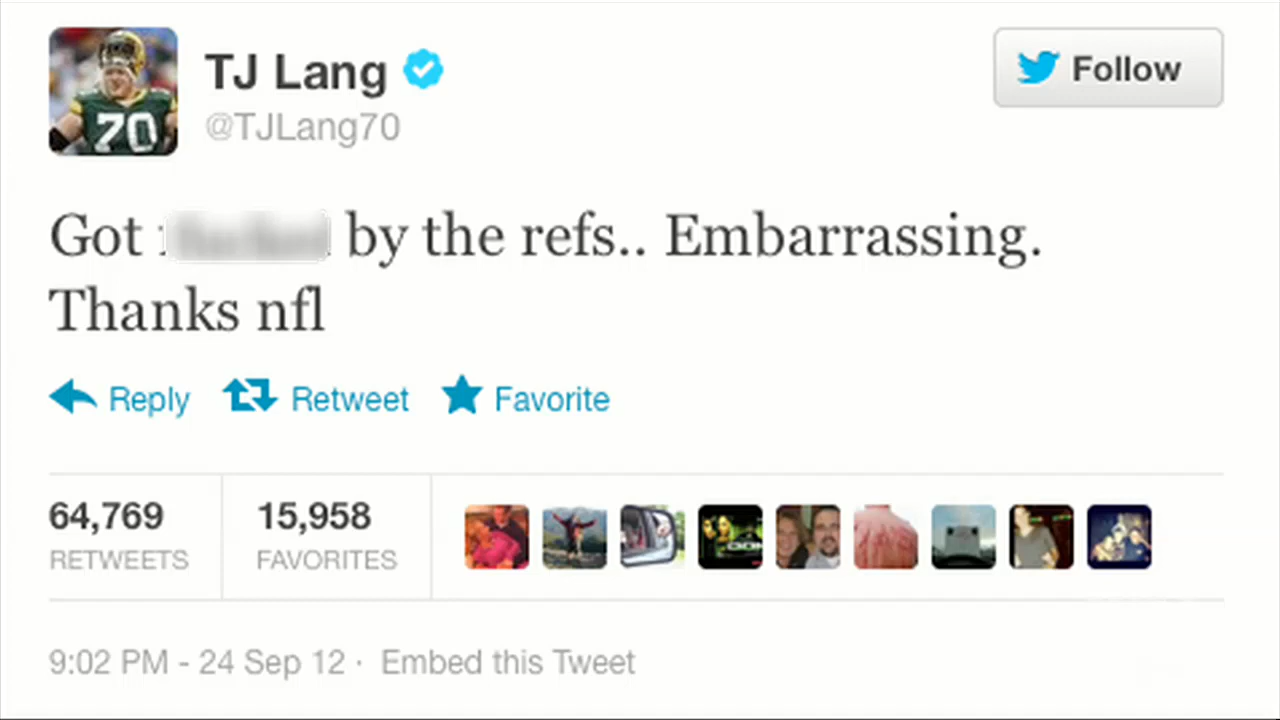 TJ Lang
@TJLang70
Follow
70
Got by the refs.. Embarrassing.
Thanks nfl
Reply Retweet Favorite
64,769 15,958
RETWEETS FAVORITES
9:02 PM - 24 Sep 12 · Embed this Tweet